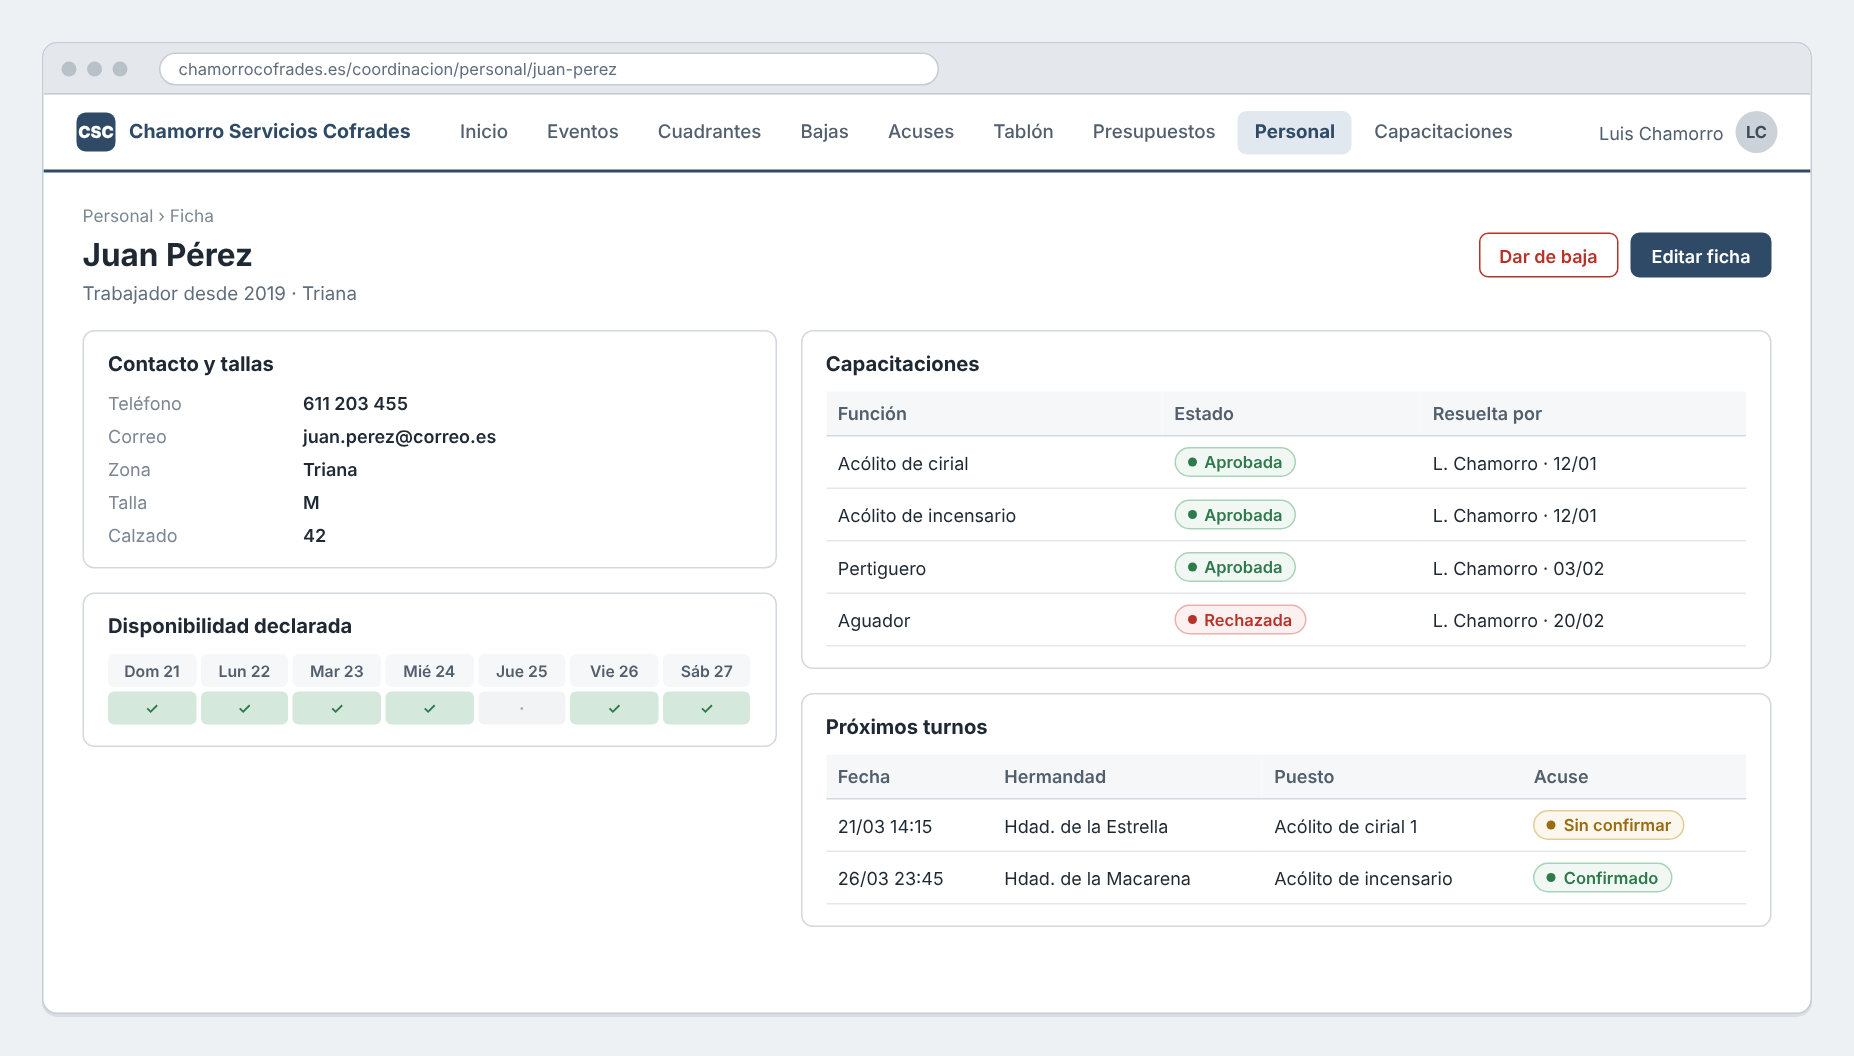 chamorrocofrades.es/coordinacion/personal/juan-perez
CSC Chamorro Servicios Cofrades Inicio Eventos Cuadrantes Bajas Acuses Tablón Presupuestos Personal Capacitaciones Luis Chamorro LC
Personal › Ficha
Juan Pérez
Trabajador desde 2019 · Triana
Dar de baja Editar ficha
Contacto y tallas
Teléfono 611 203 455
Correo juan.perez@correo.es
Zona Triana
Talla M
Calzado 42
Disponibilidad declarada
Dom 21 Lun 22 Mar 23 Mié 24 Jue 25 Vie 26 Sáb 27
✓ ✓ ✓ ✓ · ✓ ✓
Capacitaciones
Función Estado Resuelta por
Acólito de cirial Aprobada L. Chamorro · 12/01
Acólito de incensario Aprobada L. Chamorro · 12/01
Pertiguero Aprobada L. Chamorro · 03/02
Aguador Rechazada L. Chamorro · 20/02
Próximos turnos
Fecha Hermandad Puesto Acuse
21/03 14:15 Hdad. de la Estrella Acólito de cirial 1 Sin confirmar
26/03 23:45 Hdad. de la Macarena Acólito de incensario Confirmado